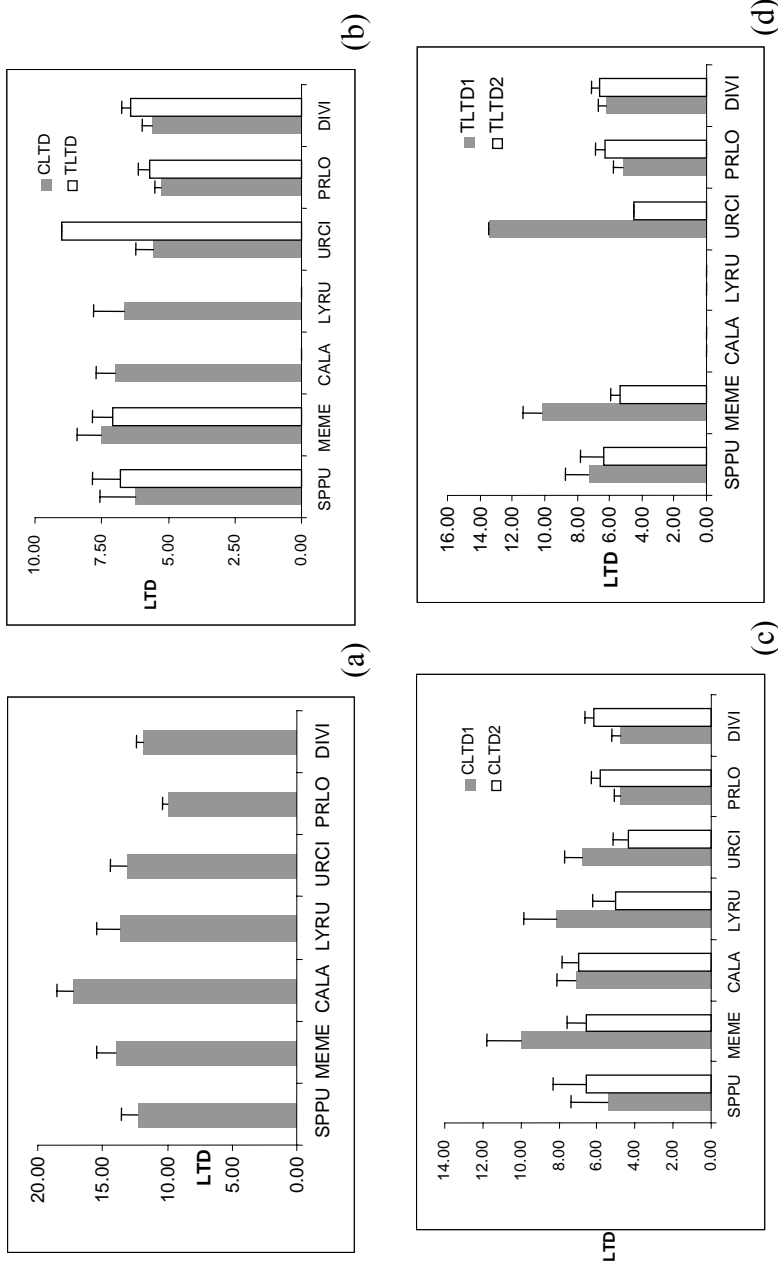 20.00
15.00
10.00
5.00
0.00
LTD
SPPU MEME CALA LYRU URCI PRLO DIVI
(a)
10.00
7.50
5.00
2.50
0.00
LTD
CLTD
TLTD
SPPU MEME CALA LYRU URCI PRLO DIVI
(b)
14.00
12.00
10.00
8.00
6.00
4.00
2.00
0.00
LTD
CLTD1
CLTD2
SPPU MEME CALA LYRU URCI PRLO DIVI
(c)
16.00
14.00
12.00
10.00
8.00
6.00
4.00
2.00
0.00
LTD
TLTD1
TLTD2
SPPU MEME CALA LYRU URCI PRLO DIVI
(d)